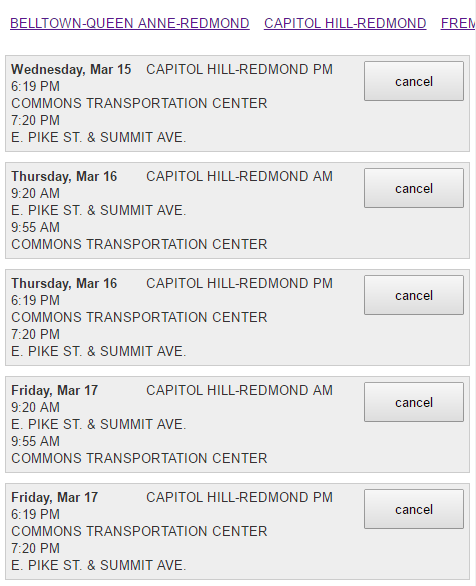 BELLTOWN-QUEEN ANNE-REDMOND CAPITOL HILL-REDMOND FREM
Wednesday, Mar 15 CAPITOL HILL-REDMOND PM cancel
6:19 PM
COMMONS TRANSPORTATION CENTER
7:20 PM
E. PIKE ST. & SUMMIT AVE.
Thursday, Mar 16 CAPITOL HILL-REDMOND AM cancel
9:20 AM
E. PIKE ST. & SUMMIT AVE.
9:55 AM
COMMONS TRANSPORTATION CENTER
Thursday, Mar 16 CAPITOL HILL-REDMOND PM cancel
6:19 PM
COMMONS TRANSPORTATION CENTER
7:20 PM
E. PIKE ST. & SUMMIT AVE.
Friday, Mar 17 CAPITOL HILL-REDMOND AM cancel
9:20 AM
E. PIKE ST. & SUMMIT AVE.
9:55 AM
COMMONS TRANSPORTATION CENTER
Friday, Mar 17 CAPITOL HILL-REDMOND PM cancel
6:19 PM
COMMONS TRANSPORTATION CENTER
7:20 PM
E. PIKE ST. & SUMMIT AVE.